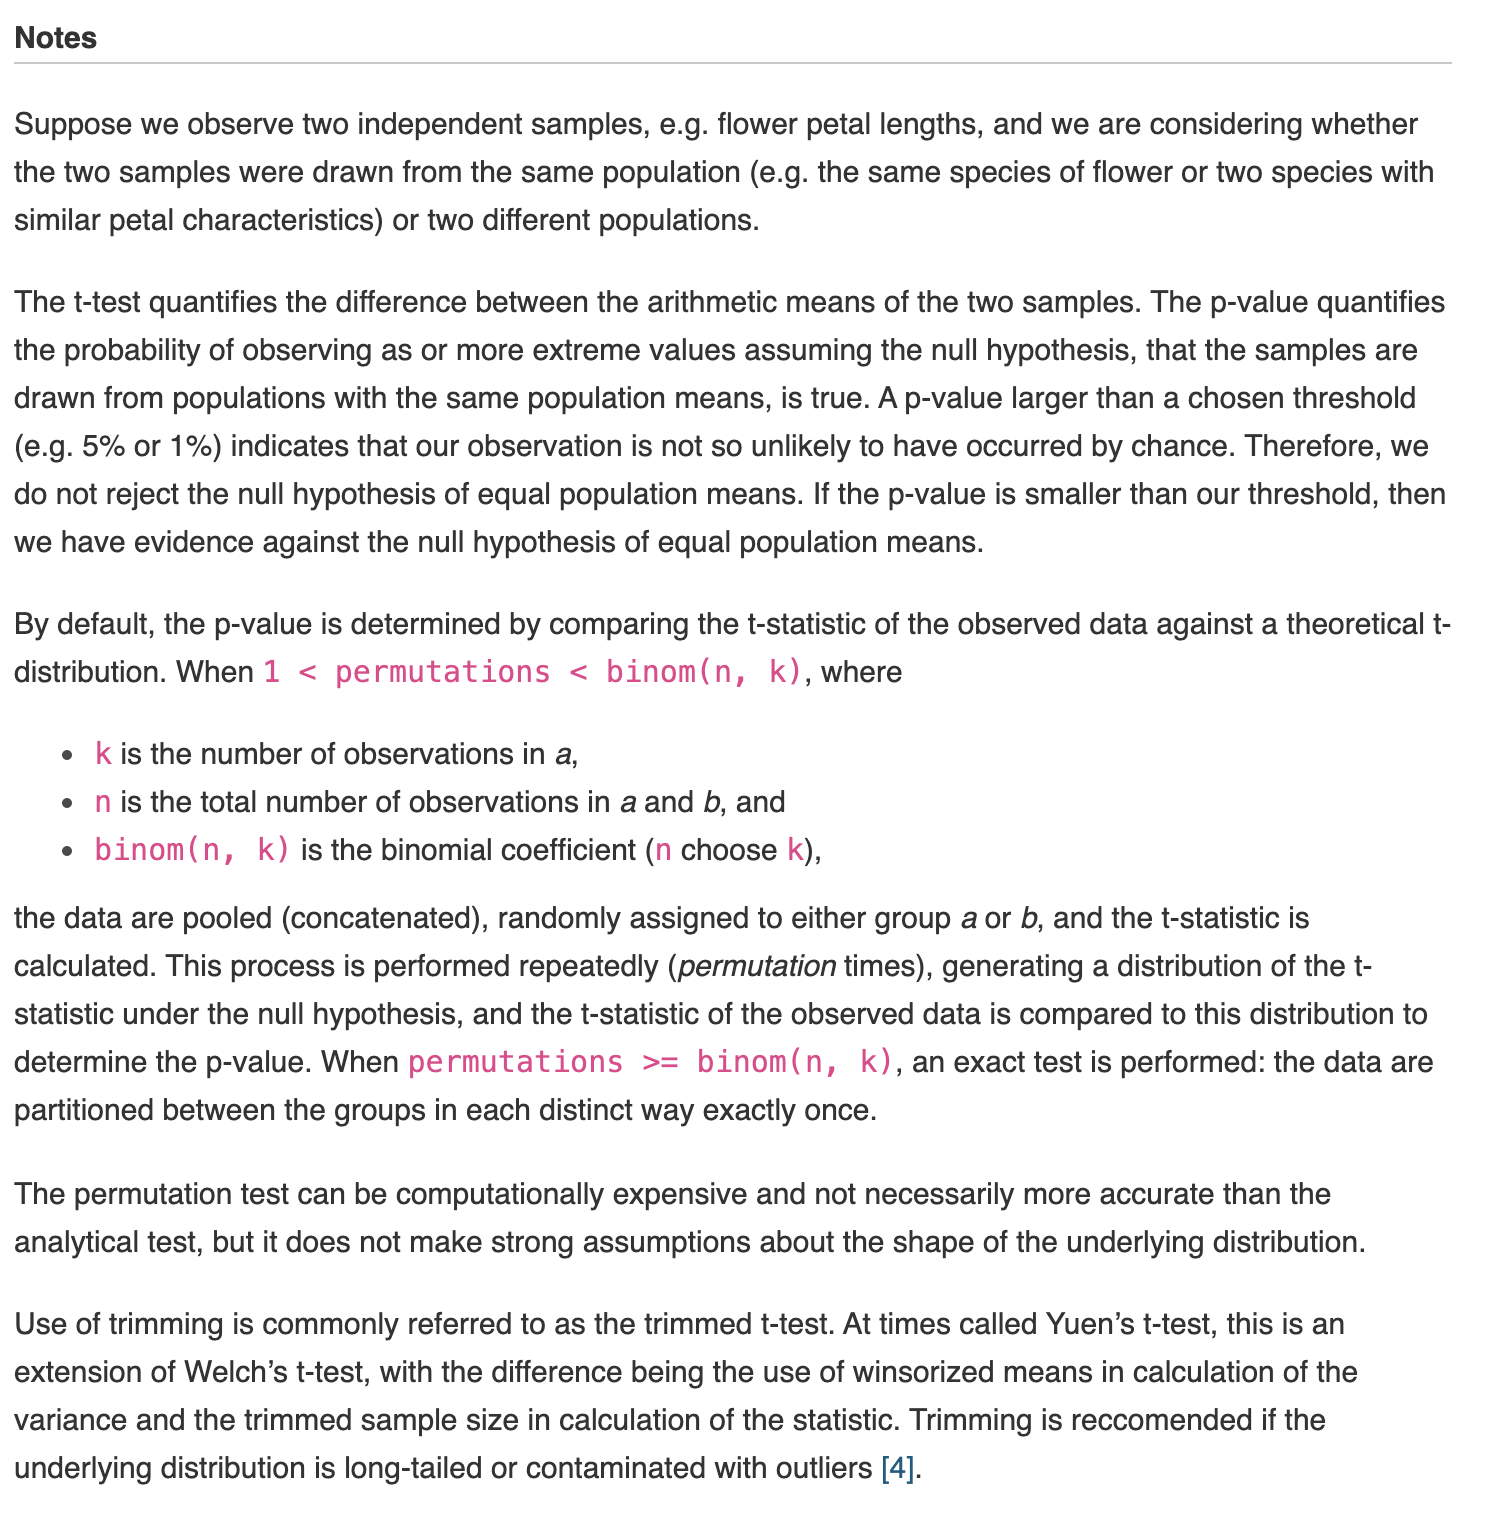 Notes
Suppose we observe two independent samples, e.g. flower petal lengths, and we are considering whether
the two samples were drawn from the same population (e.g. the same species of flower or two species with
similar petal characteristics) or two different populations.
The t-test quantifies the difference between the arithmetic means of the two samples. The p-value quantifies
the probability of observing as or more extreme values assuming the null hypothesis, that the samples are
drawn from populations with the same population means, is true. A p-value larger than a chosen threshold
(e.g. 5% or 1%) indicates that our observation is not so unlikely to have occurred by chance. Therefore, we
do not reject the null hypothesis of equal population means. If the p-value is smaller than our threshold, then
we have evidence against the null hypothesis of equal population means.
By default, the p-value is determined by comparing the t-statistic of the observed data against a theoretical t-
distribution. When 1 < permutations < binom(n, k), where
• k is the number of observations in a,
• n is the total number of observations in a and b, and
• binom(n, k) is the binomial coefficient (n choose k),
the data are pooled (concatenated), randomly assigned to either group a or b, and the t-statistic is
calculated. This process is performed repeatedly (permutation times), generating a distribution of the t-
statistic under the null hypothesis, and the t-statistic of the observed data is compared to this distribution to
determine the p-value. When permutations >= binom(n, k), an exact test is performed: the data are
partitioned between the groups in each distinct way exactly once.
The permutation test can be computationally expensive and not necessarily more accurate than the
analytical test, but it does not make strong assumptions about the shape of the underlying distribution.
Use of trimming is commonly referred to as the trimmed t-test. At times called Yuen’s t-test, this is an
extension of Welch’s t-test, with the difference being the use of winsorized means in calculation of the
variance and the trimmed sample size in calculation of the statistic. Trimming is reccomended if the
underlying distribution is long-tailed or contaminated with outliers [4].